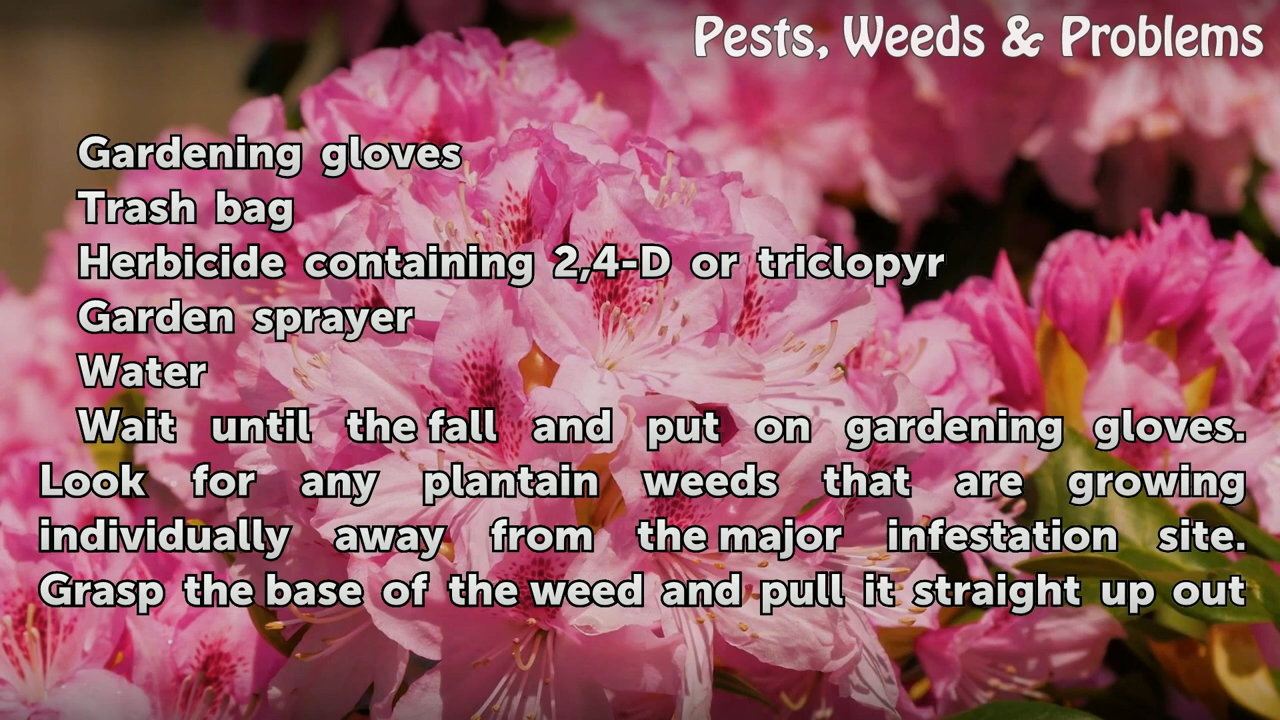 Pests, Weeds & Problems
Gardening gloves
Trash bag
Herbicide containing 2,4-D or triclopyr
Garden sprayer
Water
Wait until the fall and put on gardening gloves.
Look for any plantain weeds that are growing
individually away from the major infestation site.
Grasp the base of the weed and pull it straight up out